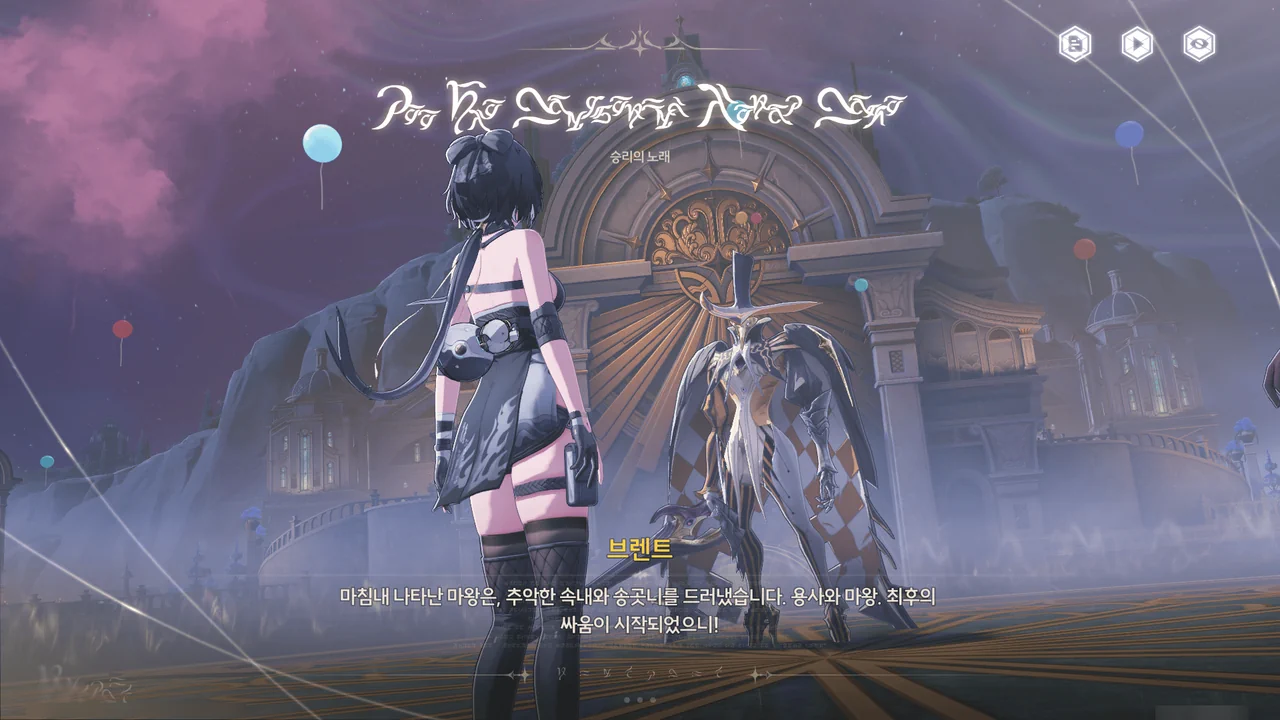 승리의 노래
브렌트
마침내 나타난 마왕은, 추악한 속내와 송곳니를 드러냈습니다. 용사와 마왕. 최후의
싸움이 시작되었으니!